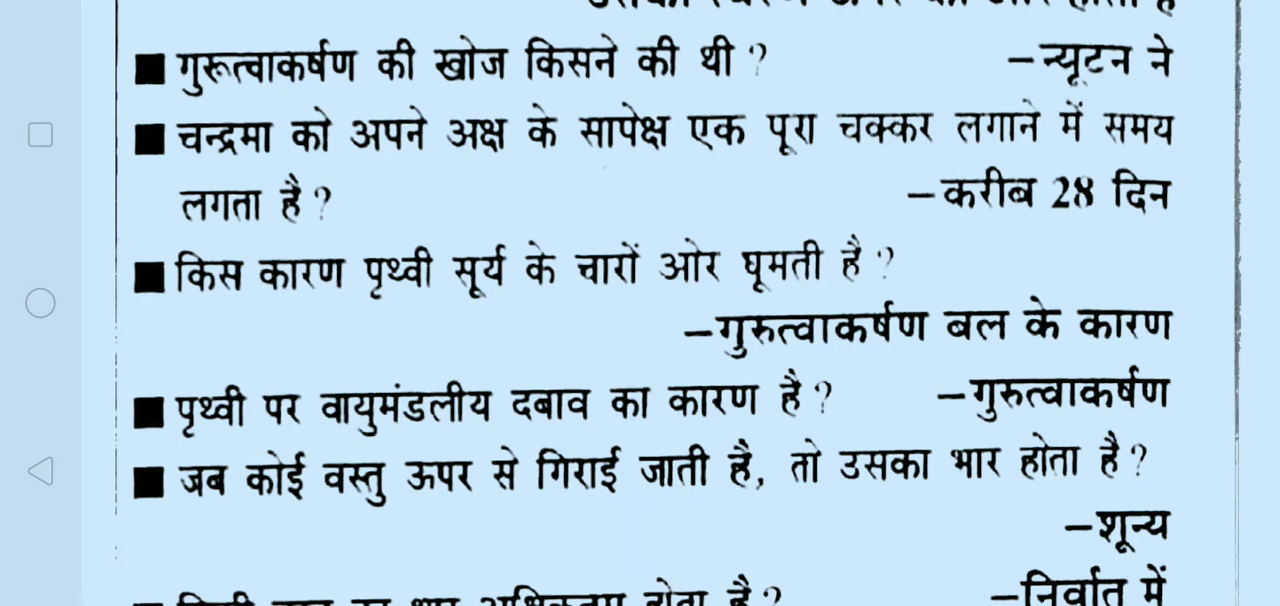 ■ गुरूत्वाकर्षण की खोज किसने की थी ? –न्यूटन ने
■ चन्द्रमा को अपने अक्ष के सापेक्ष एक पूरा चक्कर लगाने में समय
लगता है ? –करीब 28 दिन
■ किस कारण पृथ्वी सूर्य के चारों ओर घूमती है ?
–गुरुत्वाकर्षण बल के कारण
■ पृथ्वी पर वायुमंडलीय दबाव का कारण है ? –गुरुत्वाकर्षण
■ जब कोई वस्तु ऊपर से गिराई जाती है, तो उसका भार होता है ?
–शून्य
होता है ? –निर्वात में